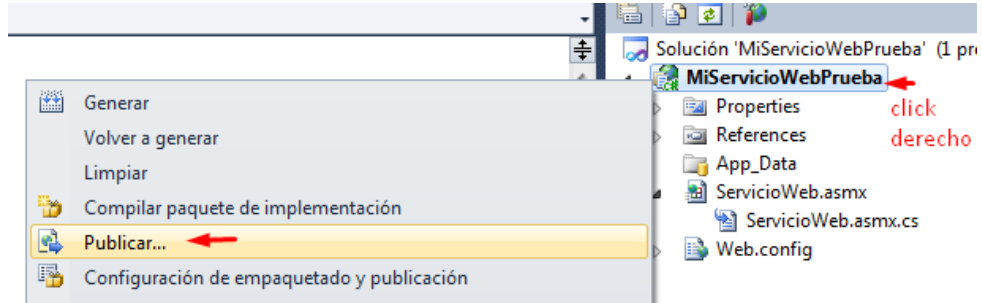 Solución 'MiServicioWebPrueba' (1 pr
MiServicioWebPrueba
Properties
click
References
derecho
App_Data
ServicioWeb.asmx
ServicioWeb.asmx.cs
Web.config
Generar
Volver a generar
Limpiar
Compilar paquete de implementación
Publicar...
Configuración de empaquetado y publicación